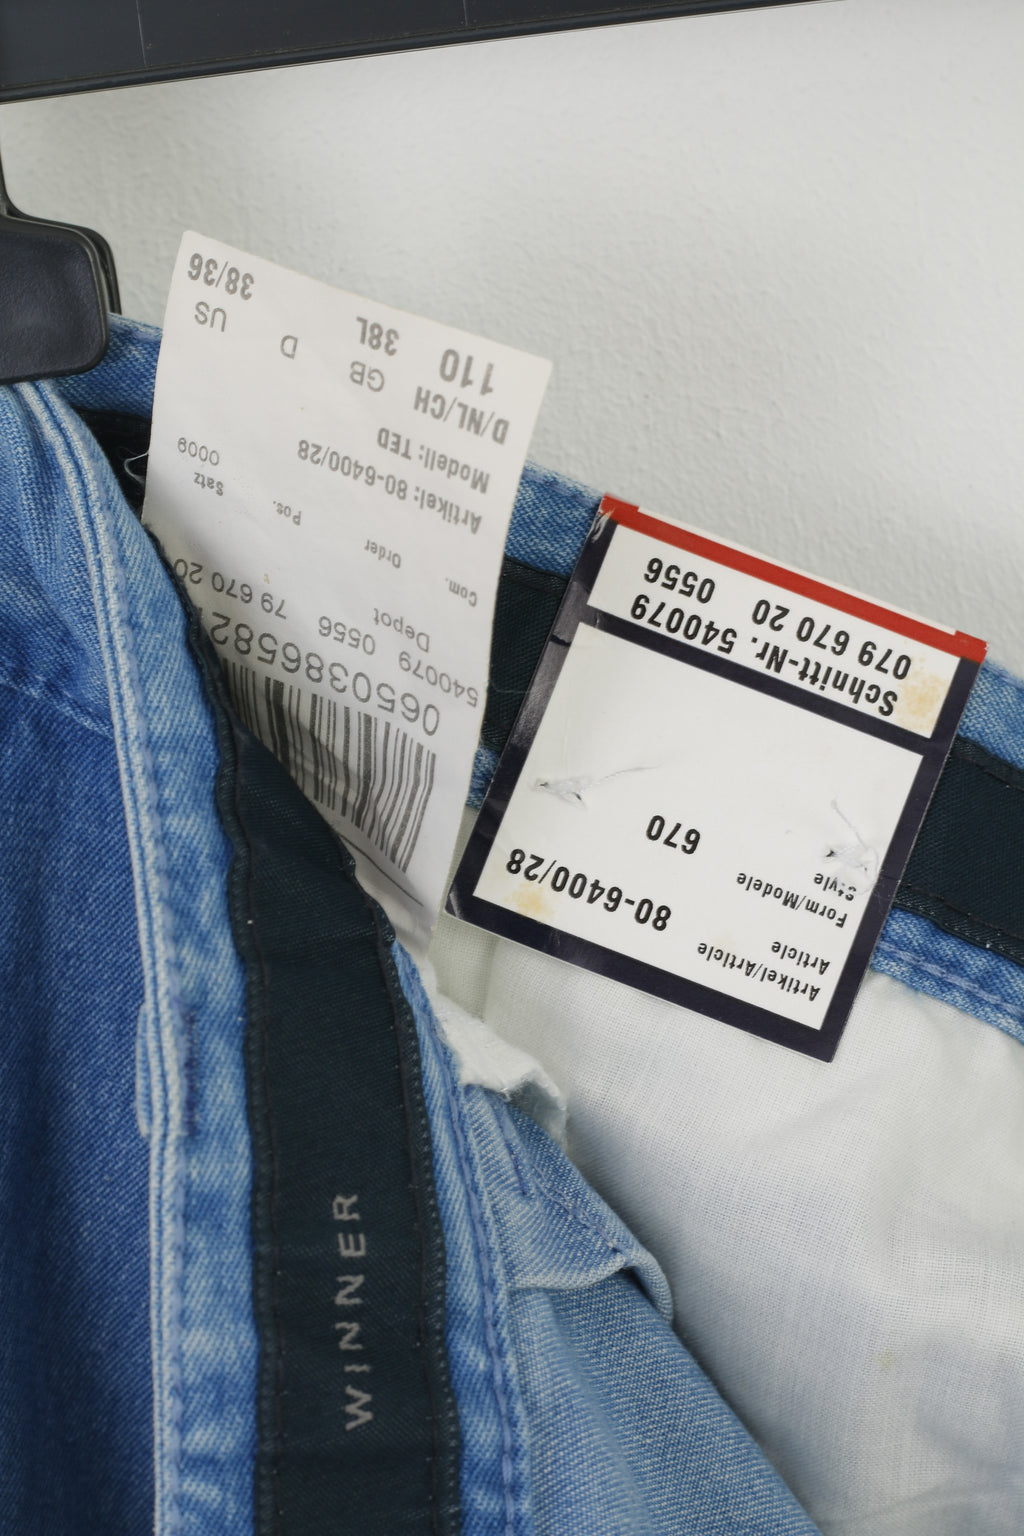 0650386582
540079 0556 79 670 20
Depot
Com. Order Pos. Satz
0009
Artikel: 80-6400/28
Modell: TED
D/NL/CH GB D US
110 38L 38/36
Artikel/Article
Article
80-6400/28
Form/Modele
Style
670
Schnitt-Nr. 540079
079 670 20 0556
WINNER